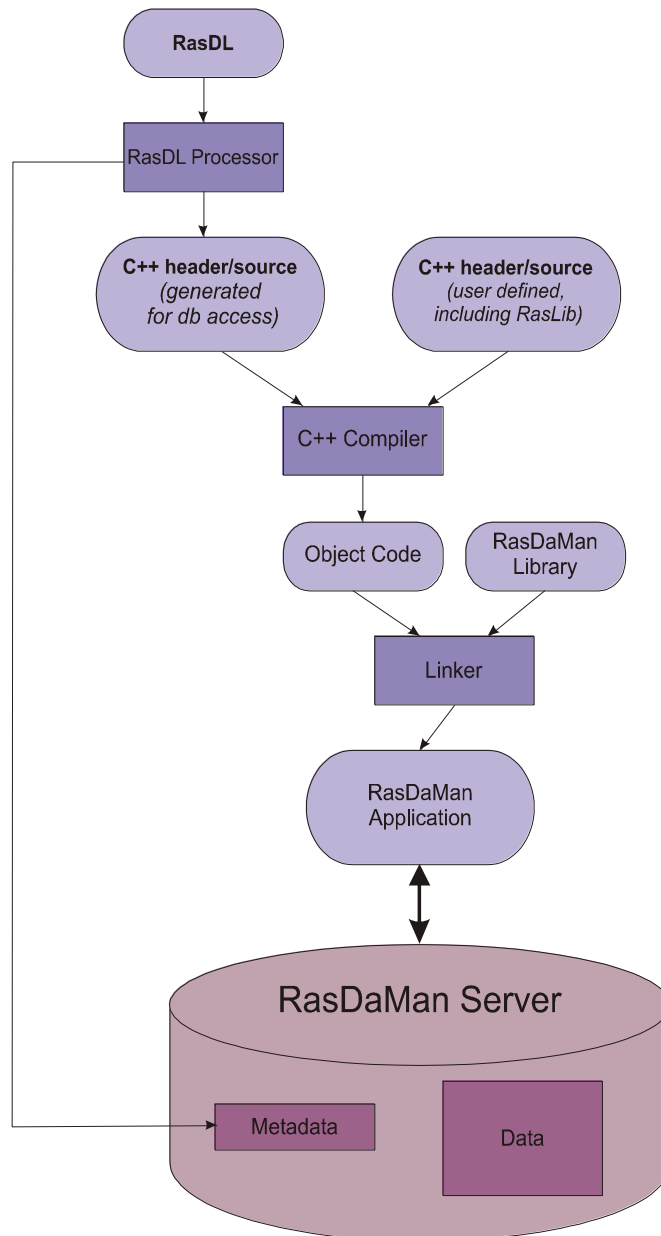 RasDL
RasDL Processor
C++ header/source
(generated
for db access)
C++ header/source
(user defined,
including RasLib)
C++ Compiler
Object Code
RasDaMan
Library
Linker
RasDaMan
Application
RasDaMan Server
Metadata
Data